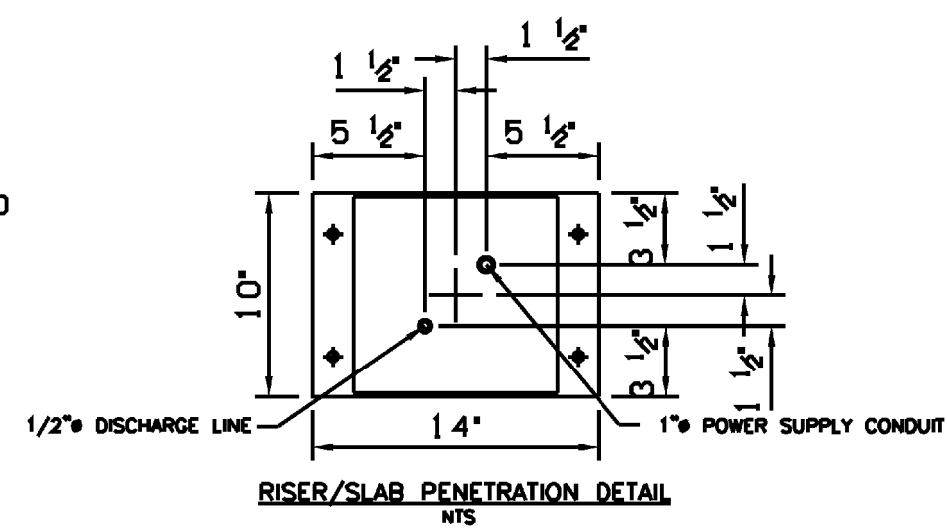 1 1/2"
1 1/2"
5 1/2"
5 1/2"
3 1/2"
1 1/2"
10"
3 1/2"
1 1/2"
1/2"ø DISCHARGE LINE
14"
1"ø POWER SUPPLY CONDUIT
RISER/SLAB PENETRATION DETAIL
NTS